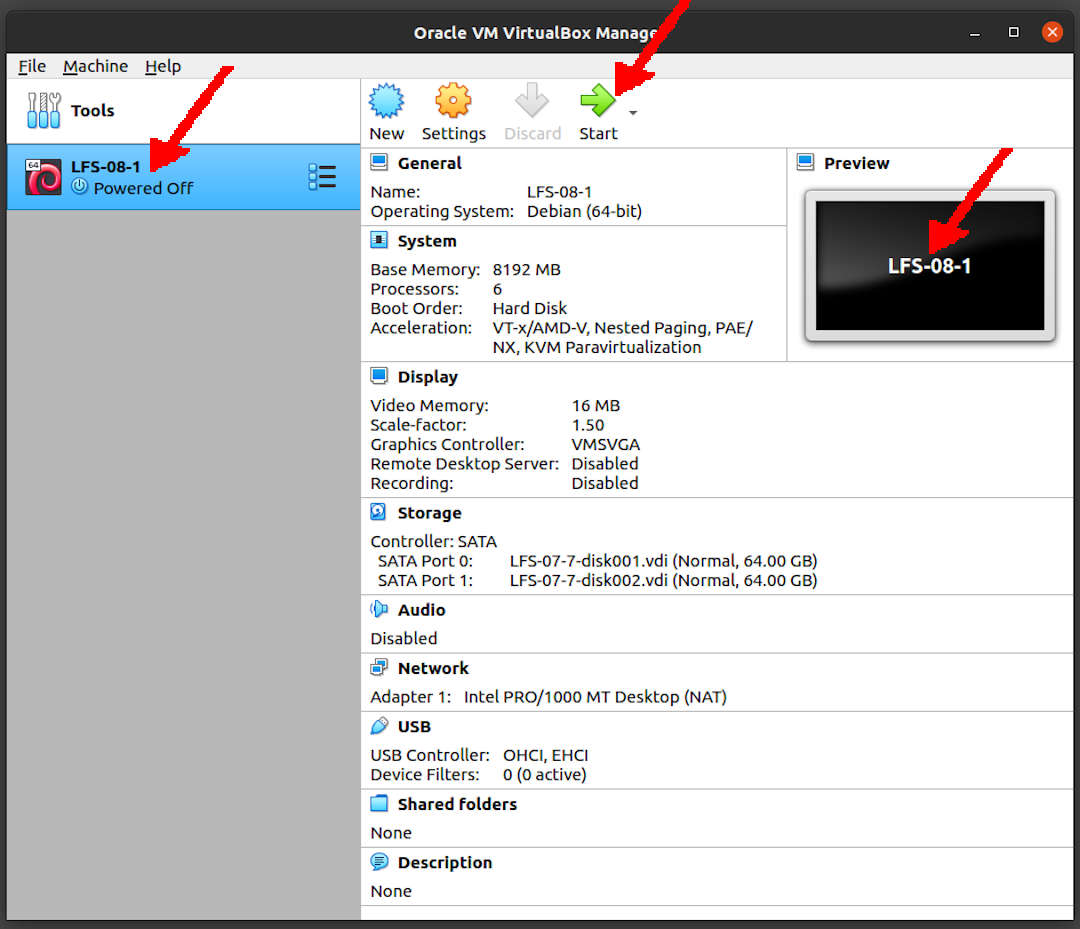 Oracle VM VirtualBox Manage
File Machine Help
Tools
New Settings Discard Start
64
LFS-08-1
Powered Off
General
Name: LFS-08-1
Operating System: Debian (64-bit)
System
Base Memory: 8192 MB
Processors: 6
Boot Order: Hard Disk
Acceleration: VT-x/AMD-V, Nested Paging, PAE/
NX, KVM Paravirtualization
Preview
LFS-08-1
Display
Video Memory: 16 MB
Scale-factor: 1.50
Graphics Controller: VMSVGA
Remote Desktop Server: Disabled
Recording: Disabled
Storage
Controller: SATA
SATA Port 0: LFS-07-7-disk001.vdi (Normal, 64.00 GB)
SATA Port 1: LFS-07-7-disk002.vdi (Normal, 64.00 GB)
Audio
Disabled
Network
Adapter 1: Intel PRO/1000 MT Desktop (NAT)
USB
USB Controller: OHCI, EHCI
Device Filters: 0 (0 active)
Shared folders
None
Description
None